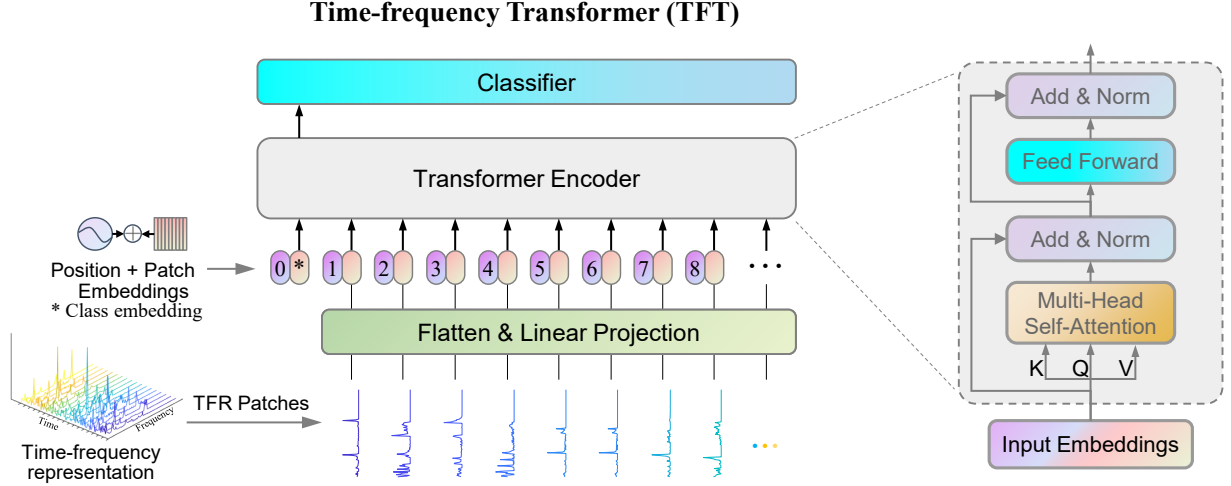 Time-frequency Transformer (TFT)
Classifier
Transformer Encoder
Position + Patch
Embeddings
* Class embedding
0 * 1 2 3 4 5 6 7 8 ...
Flatten & Linear Projection
TFR Patches
Time
Frequency
Time-frequency
representation
Add & Norm
Feed Forward
Add & Norm
Multi-Head
Self-Attention
K Q V
Input Embeddings